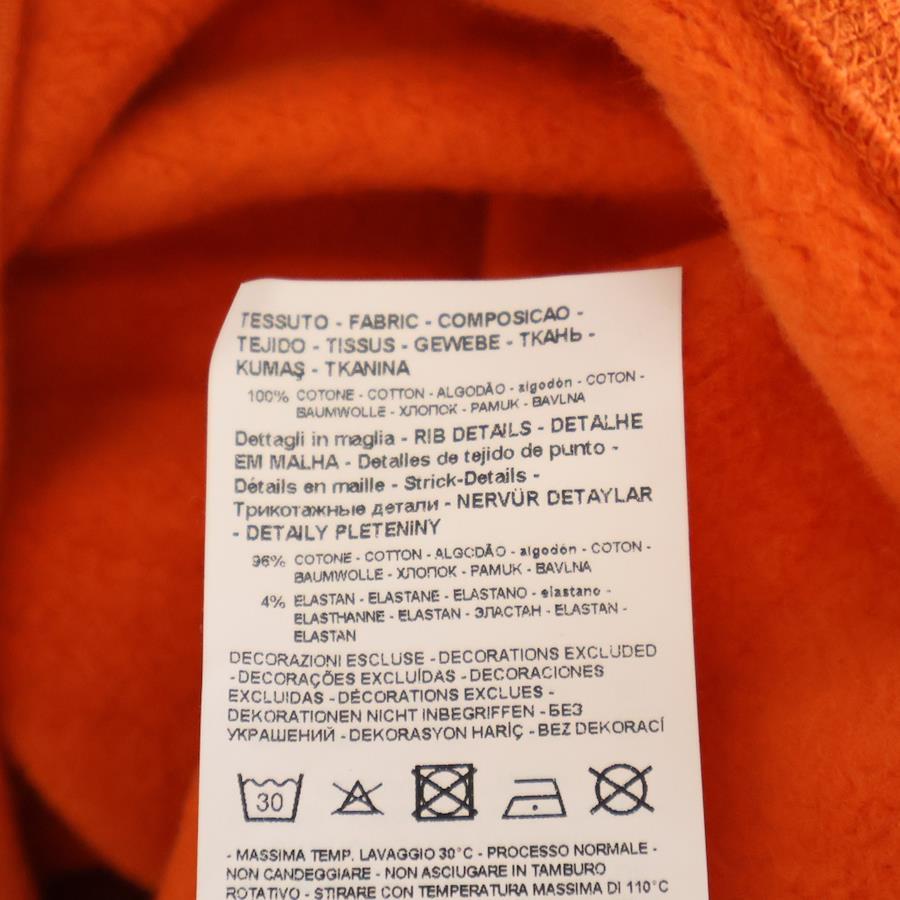 TESSUTO - FABRIC - COMPOSICAO -
TEJIDO - TISSUS - GEWEBE - ТКАНЬ -
KUMAŞ - TKANINA
100% COTONE - COTTON - ALGODÃO - algodón - COTON -
BAUMWOLLE - ХЛОПОК - PAMUK - BAVLNA
Dettagli in maglia - RIB DETAILS - DETALHE
EM MALHA - Detalles de tejido de punto -
Détails en maille - Strick-Details -
Трикотажные детали - NERVÜR DETAYLAR
- DETAILY PLETENINY
96% COTONE - COTTON - ALGODÃO - algodón - COTON -
BAUMWOLLE - ХЛОПОК - PAMUK - BAVLNA
4% ELASTAN - ELASTANE - ELASTANO - elastano -
ELASTHANNE - ELASTAN - ЭЛАСТАН - ELASTAN -
ELASTAN
DECORAZIONI ESCLUSE - DECORATIONS EXCLUDED
- DECORAÇÕES EXCLUÍDAS - DECORACIONES
EXCLUIDAS - DÉCORATIONS EXCLUES -
DEKORATIONEN NICHT INBEGRIFFEN - БЕЗ
УКРАШЕНИЙ - DEKORASYON HARİÇ - BEZ DEKORACÍ
30
- MASSIMA TEMP. LAVAGGIO 30°C - PROCESSO NORMALE -
NON CANDEGGIARE - NON ASCIUGARE IN TAMBURO
ROTATIVO - STIRARE CON TEMPERATURA MASSIMA DI 110°C